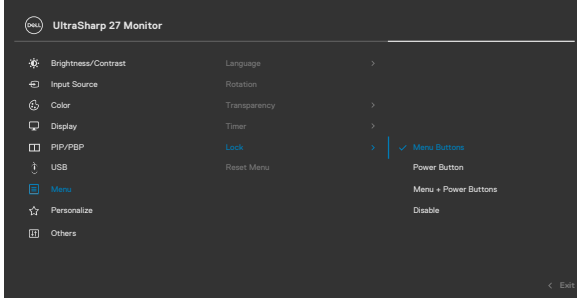 DELL UltraSharp 27 Monitor
Brightness/Contrast Language
Input Source Rotation
Color Transparency
Display Timer
PIP/PBP Lock Menu Buttons
USB Reset Menu Power Button
Menu Menu + Power Buttons
Personalize Disable
Others
Exit